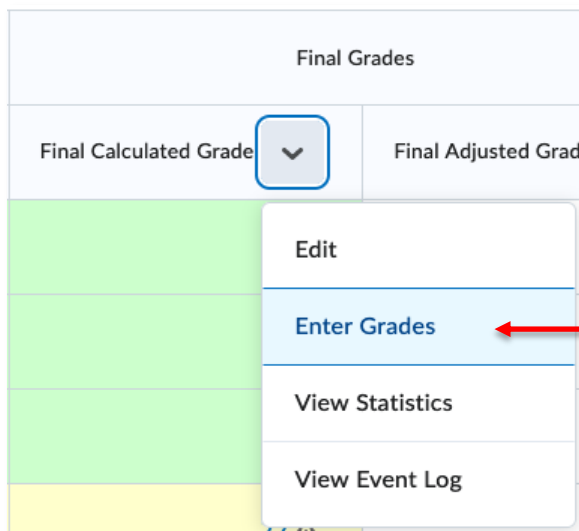 Final Grades
Final Calculated Grade
Final Adjusted Grad
Edit
Enter Grades
View Statistics
View Event Log